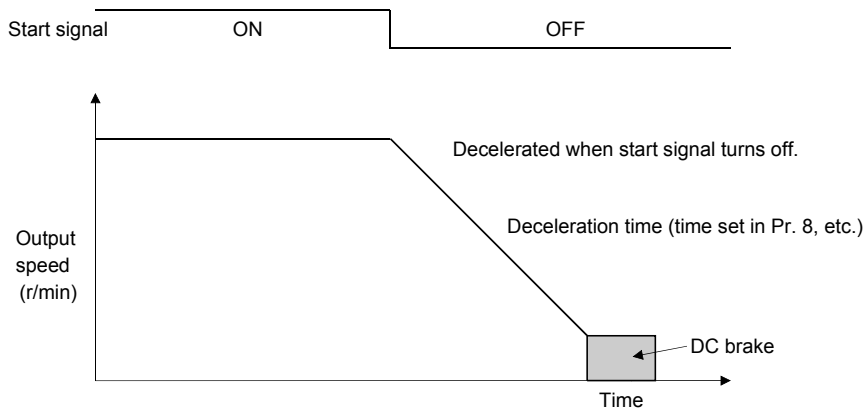 Start signal
ON
OFF
Decelerated when start signal turns off.
Deceleration time (time set in Pr. 8, etc.)
Output
speed
(r/min)
DC brake
Time